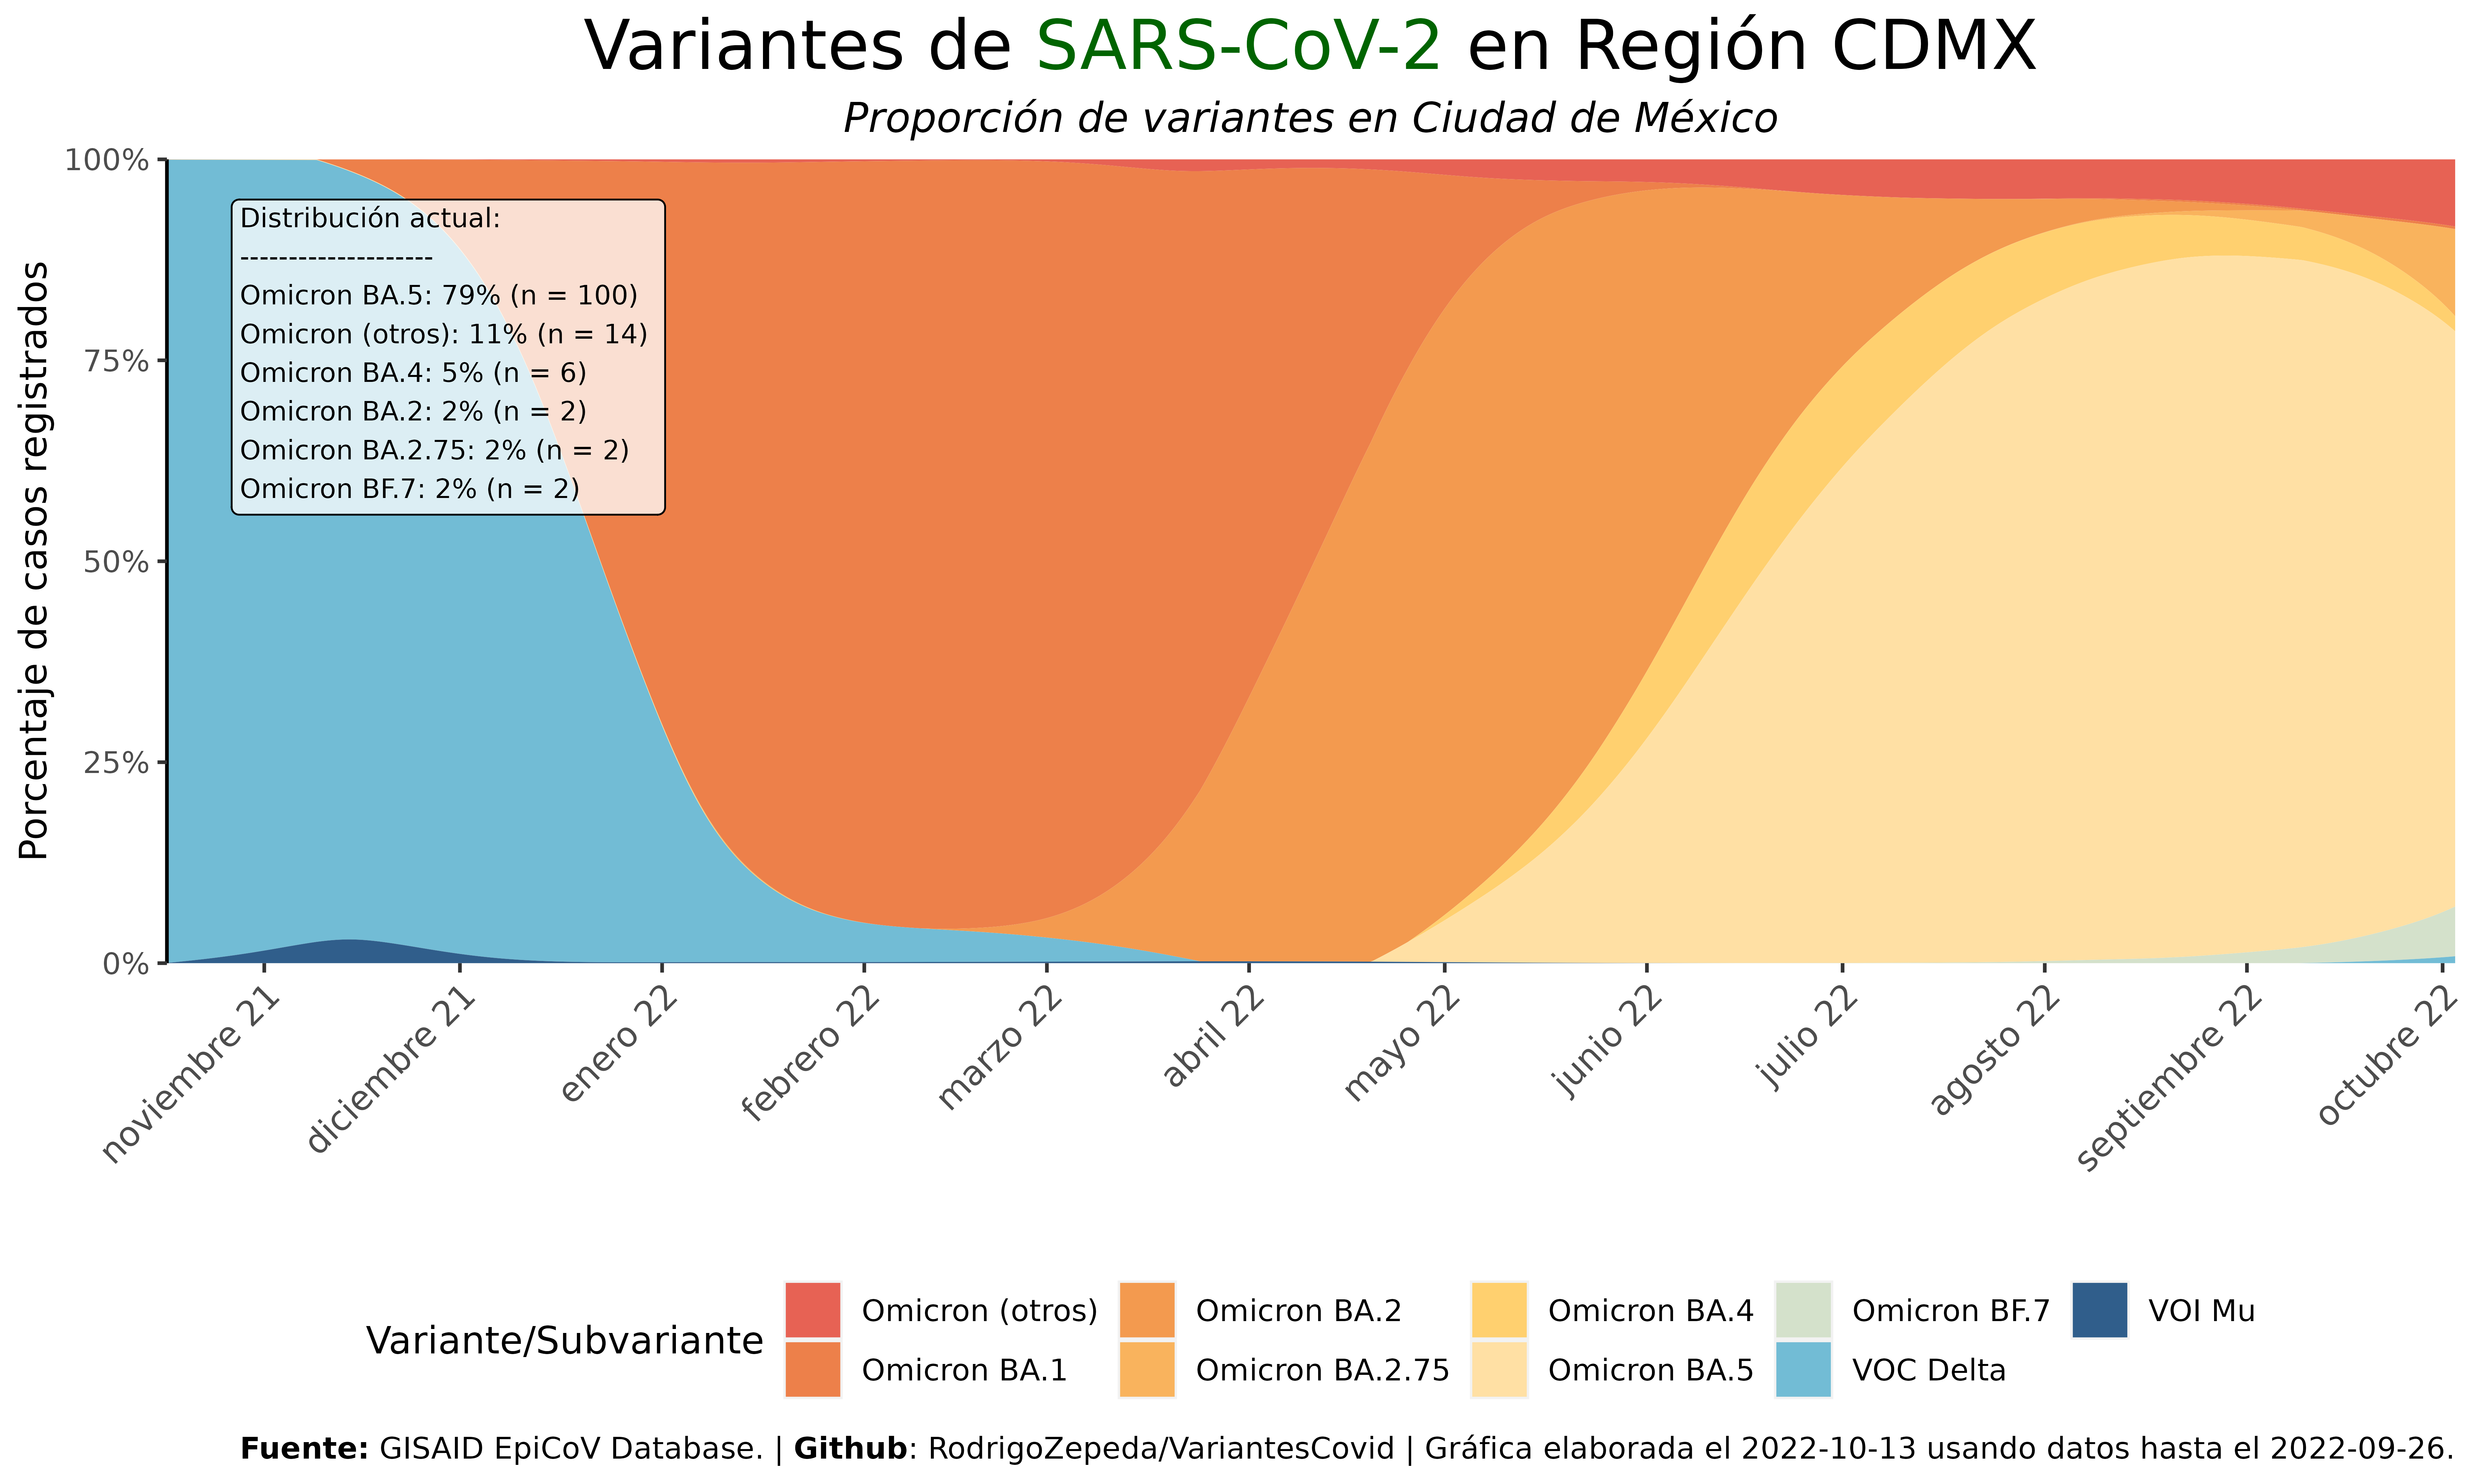 Variantes de SARS-CoV-2 en Región CDMX
Proporción de variantes en Ciudad de México
Porcentaje de casos registrados
100%
75%
50%
25%
0%
Distribución actual:
--------------------
Omicron BA.5: 79% (n = 100)
Omicron (otros): 11% (n = 14)
Omicron BA.4: 5% (n = 6)
Omicron BA.2: 2% (n = 2)
Omicron BA.2.75: 2% (n = 2)
Omicron BF.7: 2% (n = 2)
noviembre 21
diciembre 21
enero 22
febrero 22
marzo 22
abril 22
mayo 22
junio 22
julio 22
agosto 22
septiembre 22
octubre 22
Variante/Subvariante
Omicron (otros)
Omicron BA.1
Omicron BA.2
Omicron BA.2.75
Omicron BA.4
Omicron BA.5
Omicron BF.7
VOC Delta
VOI Mu
Fuente: GISAID EpiCoV Database. | Github: RodrigoZepeda/VariantesCovid | Gráfica elaborada el 2022-10-13 usando datos hasta el 2022-09-26.